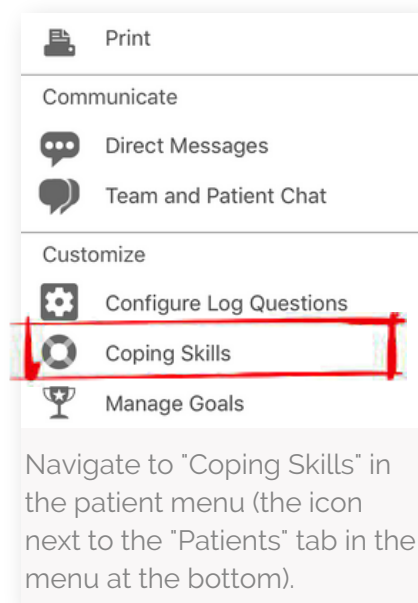 Print
Communicate
Direct Messages
Team and Patient Chat
Customize
Configure Log Questions
Coping Skills
Manage Goals
Navigate to "Coping Skills" in
the patient menu (the icon
next to the "Patients" tab in the
menu at the bottom).